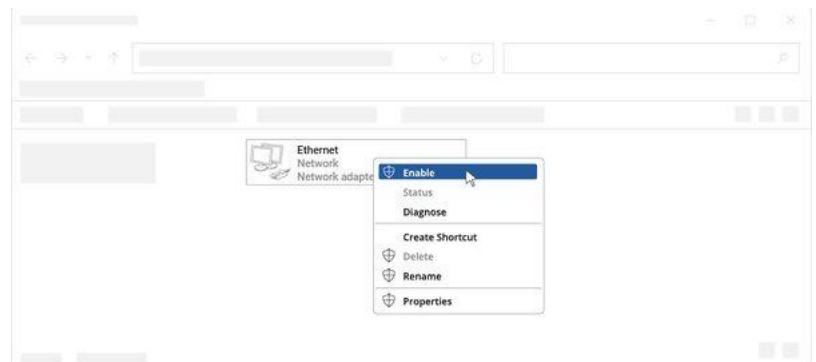 Ethernet
Network
Network adapte
Enable
Status
Diagnose
Create Shortcut
Delete
Rename
Properties